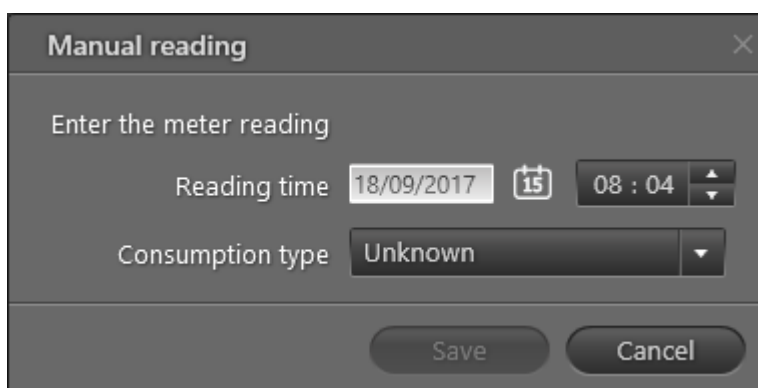 Manual reading
Enter the meter reading
Reading time 18/09/2017 15 08 : 04
Consumption type Unknown
Save Cancel